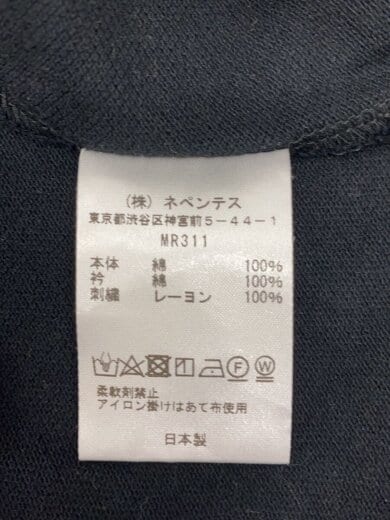 （株）ネペンテス
東京都渋谷区神宮前５－４４－１
MR311
本体 綿 100%
衿 綿 100%
刺繍 レーヨン 100%
柔軟剤禁止
アイロン掛けはあて布使用
日本製